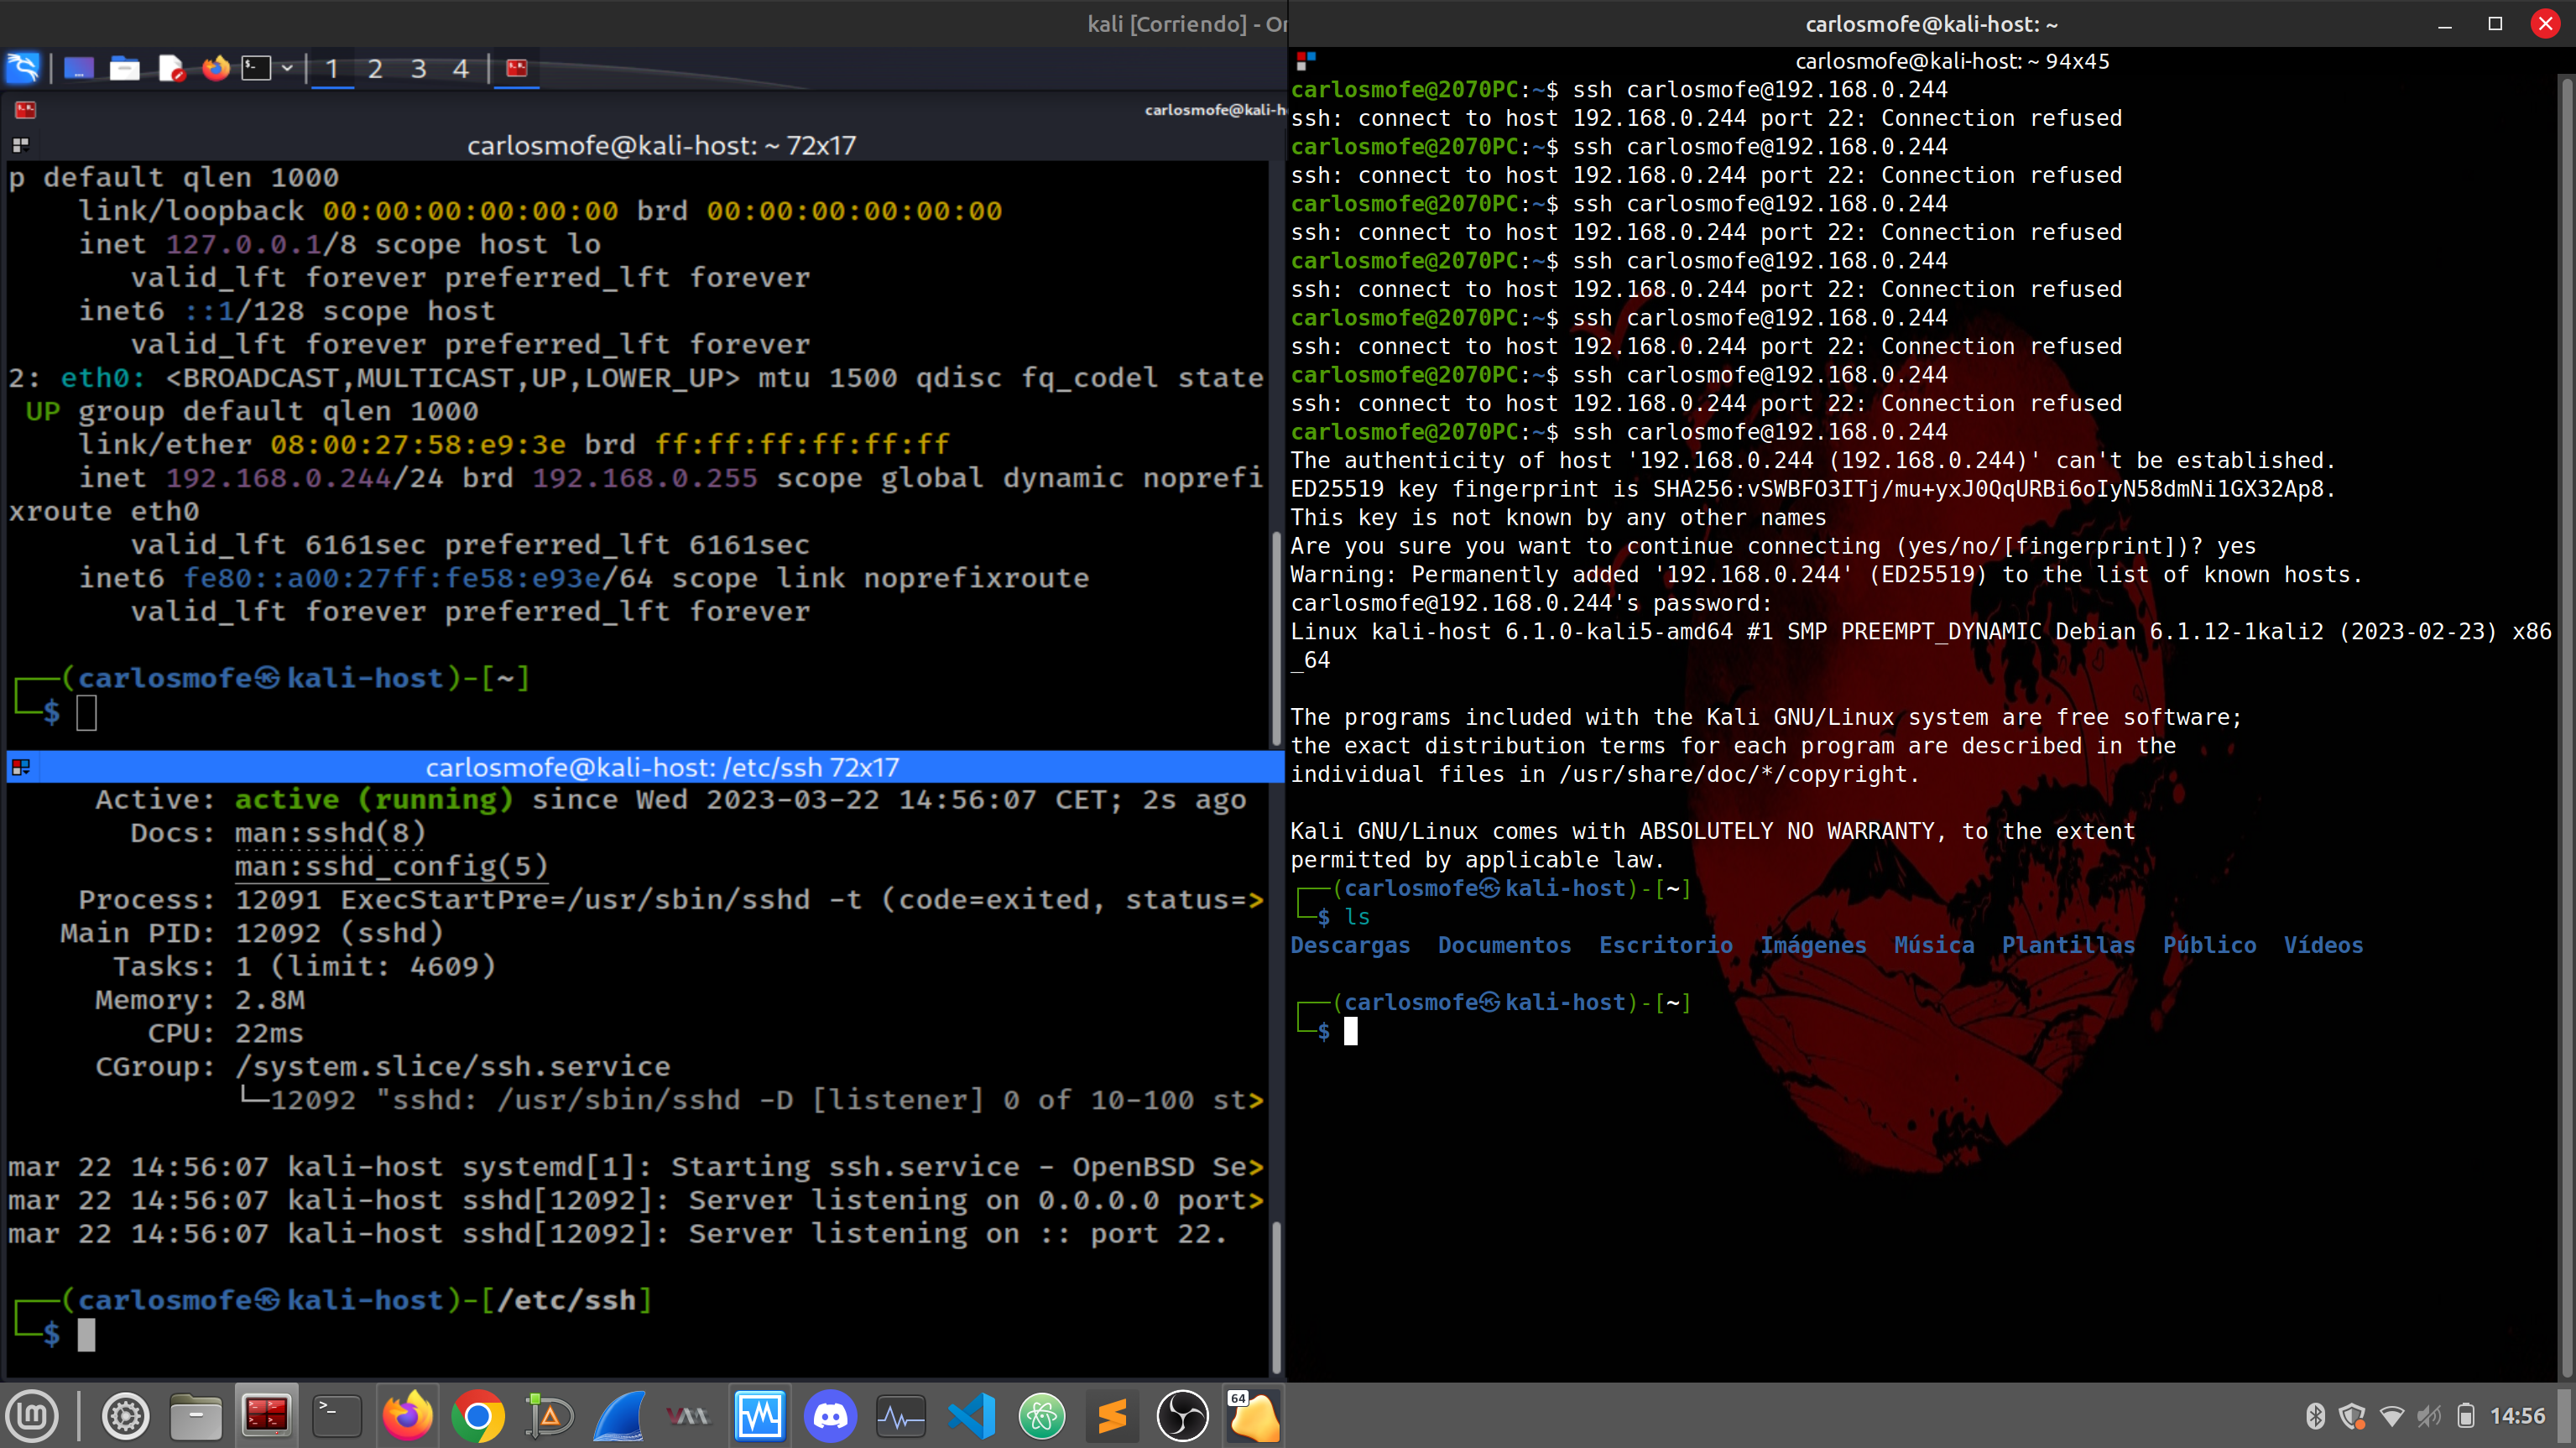 kali [Corriendo] - Or
1 2 3 4
carlosmofe@kali-h
carlosmofe@kali-host: ~ 72x17
p default qlen 1000
link/loopback 00:00:00:00:00:00 brd 00:00:00:00:00:00
inet 127.0.0.1/8 scope host lo
valid_lft forever preferred_lft forever
inet6 ::1/128 scope host
valid_lft forever preferred_lft forever
2: eth0: <BROADCAST,MULTICAST,UP,LOWER_UP> mtu 1500 qdisc fq_codel state
UP group default qlen 1000
link/ether 08:00:27:58:e9:3e brd ff:ff:ff:ff:ff:ff
inet 192.168.0.244/24 brd 192.168.0.255 scope global dynamic noprefi
xroute eth0
valid_lft 6161sec preferred_lft 6161sec
inet6 fe80::a00:27ff:fe58:e93e/64 scope link noprefixroute
valid_lft forever preferred_lft forever
┌──(carlosmofe㉿kali-host)-[~]
└─$
carlosmofe@kali-host: /etc/ssh 72x17
Active: active (running) since Wed 2023-03-22 14:56:07 CET; 2s ago
Docs: man:sshd(8)
man:sshd_config(5)
Process: 12091 ExecStartPre=/usr/sbin/sshd -t (code=exited, status=>
Main PID: 12092 (sshd)
Tasks: 1 (limit: 4609)
Memory: 2.8M
CPU: 22ms
CGroup: /system.slice/ssh.service
└─12092 "sshd: /usr/sbin/sshd -D [listener] 0 of 10-100 st>
mar 22 14:56:07 kali-host systemd[1]: Starting ssh.service - OpenBSD Se>
mar 22 14:56:07 kali-host sshd[12092]: Server listening on 0.0.0.0 port>
mar 22 14:56:07 kali-host sshd[12092]: Server listening on :: port 22.
┌──(carlosmofe㉿kali-host)-[/etc/ssh]
└─$
carlosmofe@kali-host: ~
carlosmofe@kali-host: ~ 94x45
carlosmofe@2070PC:~$ ssh carlosmofe@192.168.0.244
ssh: connect to host 192.168.0.244 port 22: Connection refused
carlosmofe@2070PC:~$ ssh carlosmofe@192.168.0.244
ssh: connect to host 192.168.0.244 port 22: Connection refused
carlosmofe@2070PC:~$ ssh carlosmofe@192.168.0.244
ssh: connect to host 192.168.0.244 port 22: Connection refused
carlosmofe@2070PC:~$ ssh carlosmofe@192.168.0.244
ssh: connect to host 192.168.0.244 port 22: Connection refused
carlosmofe@2070PC:~$ ssh carlosmofe@192.168.0.244
ssh: connect to host 192.168.0.244 port 22: Connection refused
carlosmofe@2070PC:~$ ssh carlosmofe@192.168.0.244
ssh: connect to host 192.168.0.244 port 22: Connection refused
carlosmofe@2070PC:~$ ssh carlosmofe@192.168.0.244
The authenticity of host '192.168.0.244 (192.168.0.244)' can't be established.
ED25519 key fingerprint is SHA256:vSWBFO3ITj/mu+yxJ0QqURBi6oIyN58dmNi1GX32Ap8.
This key is not known by any other names
Are you sure you want to continue connecting (yes/no/[fingerprint])? yes
Warning: Permanently added '192.168.0.244' (ED25519) to the list of known hosts.
carlosmofe@192.168.0.244's password:
Linux kali-host 6.1.0-kali5-amd64 #1 SMP PREEMPT_DYNAMIC Debian 6.1.12-1kali2 (2023-02-23) x86
_64
The programs included with the Kali GNU/Linux system are free software;
the exact distribution terms for each program are described in the
individual files in /usr/share/doc/*/copyright.
Kali GNU/Linux comes with ABSOLUTELY NO WARRANTY, to the extent
permitted by applicable law.
┌──(carlosmofe㉿kali-host)-[~]
└─$ ls
Descargas Documentos Escritorio Imágenes Música Plantillas Público Vídeos
┌──(carlosmofe㉿kali-host)-[~]
└─$
64
14:56